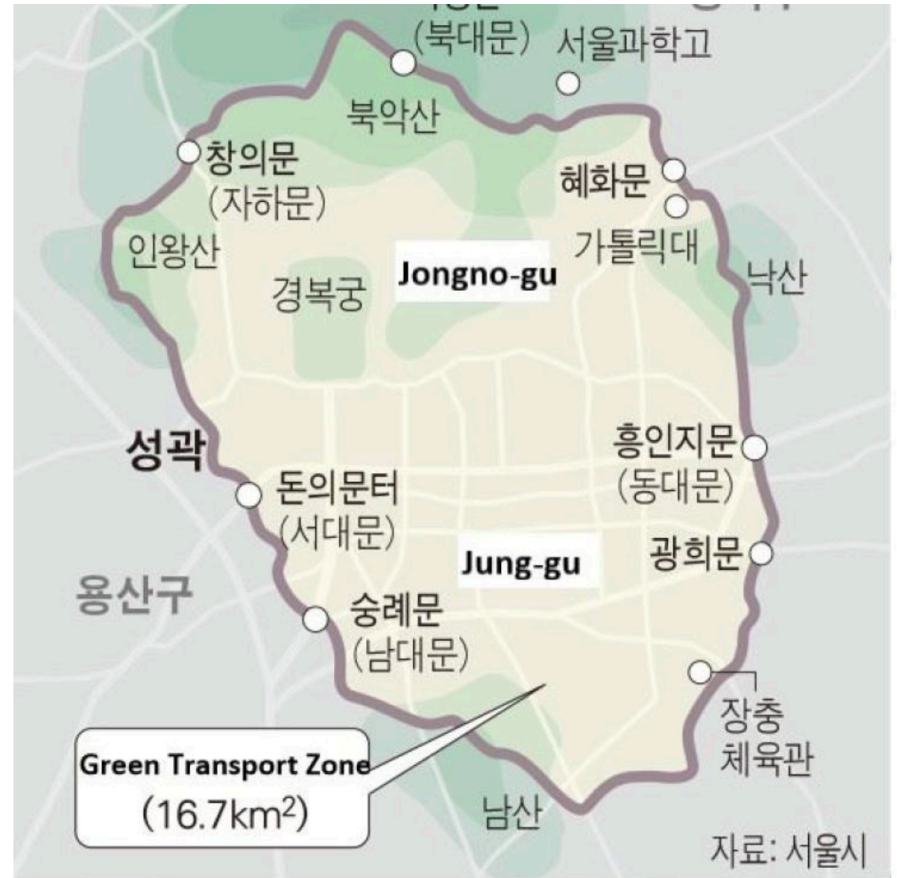 (북대문)
서울과학고
북악산
창의문
(자하문)
혜화문
가톨릭대
인왕산
경복궁
Jongno-gu
낙산
성곽
흥인지문
(동대문)
돈의문터
(서대문)
Jung-gu
광희문
용산구
숭례문
(남대문)
장충
체육관
Green Transport Zone
(16.7km²)
남산
자료: 서울시